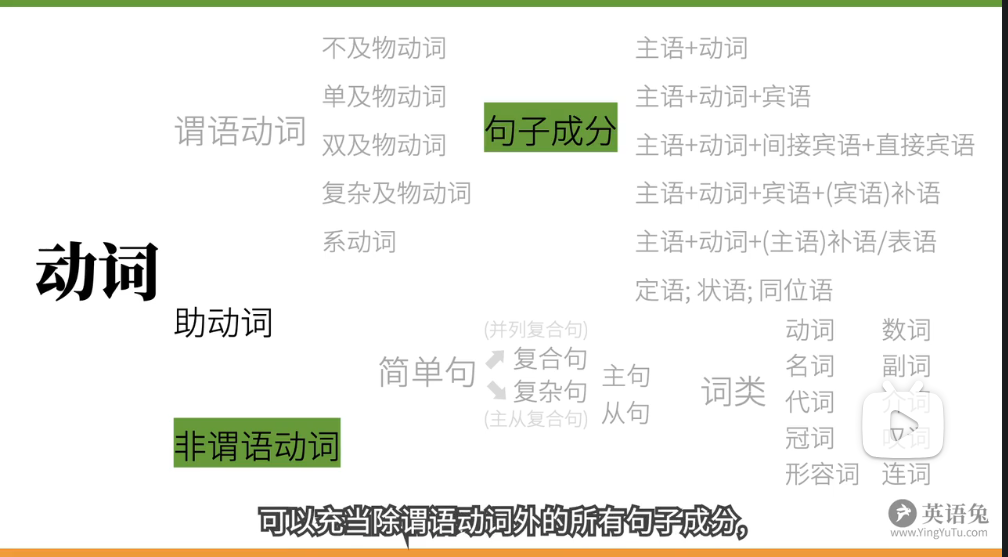 不及物动词
主语+动词
单及物动词
主语+动词+宾语
谓语动词
句子成分
双及物动词
主语+动词+间接宾语+直接宾语
复杂及物动词
主语+动词+宾语+(宾语)补语
系动词
主语+动词+(主语)补语/表语
动词
定语; 状语; 同位语
助动词
(并列复合句)
简单句
复合句
复杂句
(主从复合句)
主句
从句
词类
动词 数词
名词 副词
代词 介词
冠词 叹词
形容词 连词
非谓语动词
可以充当除谓语动词外的所有句子成分,
英语兔
www.YingYuTu.com